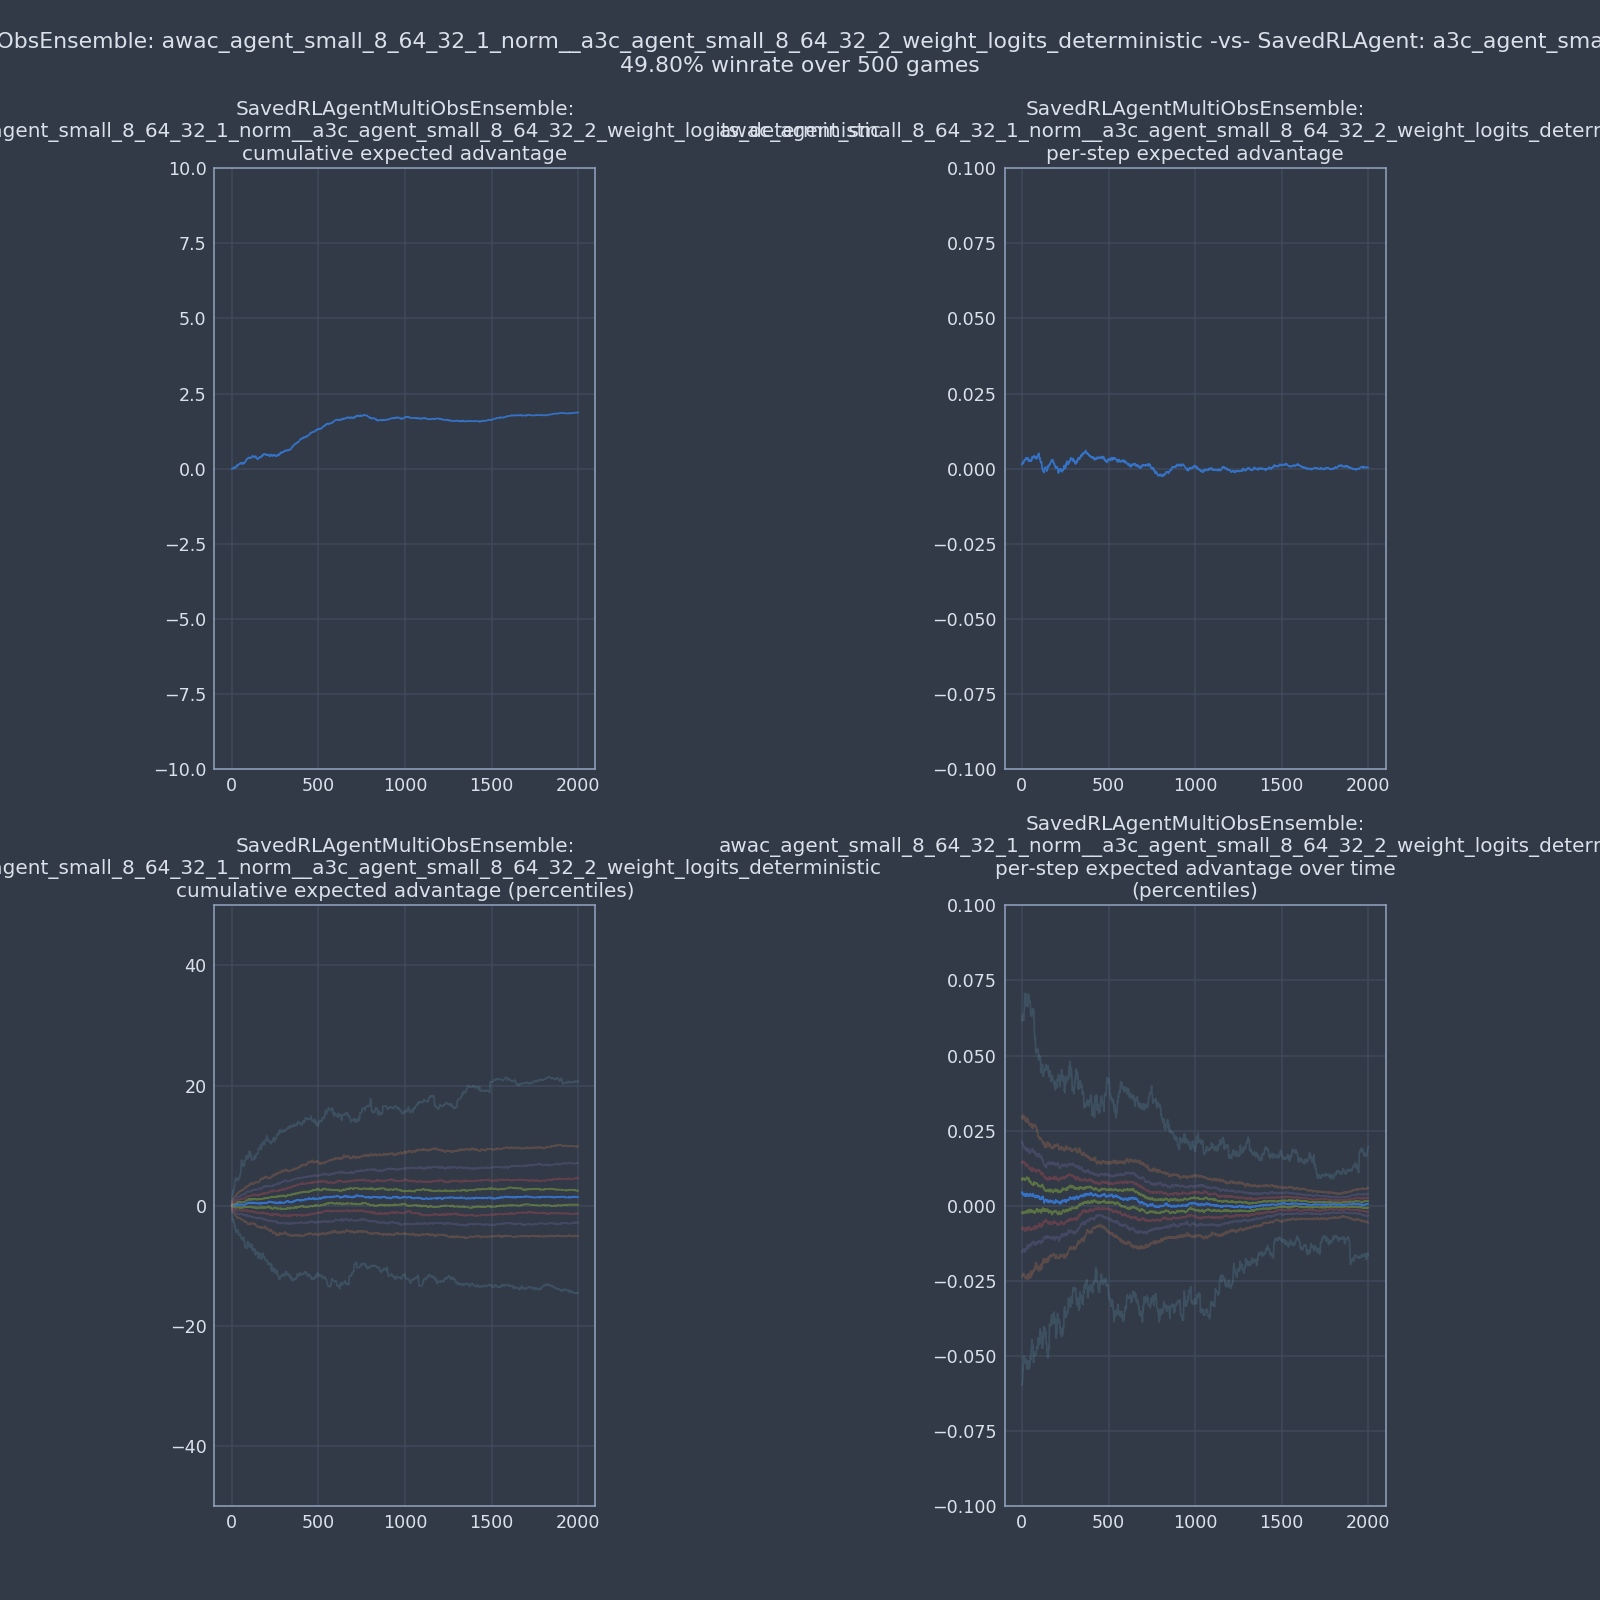 ObsEnsemble: awac_agent_small_8_64_32_1_norm__a3c_agent_small_8_64_32_2_weight_logits_deterministic -vs- SavedRLAgent: a3c_agent_sma
49.80% winrate over 500 games
SavedRLAgentMultiObsEnsemble:
agent_small_8_64_32_1_norm__a3c_agent_small_8_64_32_2_weight_logits_deterministic
cumulative expected advantage
10.0
7.5
5.0
2.5
0.0
−2.5
−5.0
−7.5
−10.0
0 500 1000 1500 2000
SavedRLAgentMultiObsEnsemble:
awac_agent_small_8_64_32_1_norm__a3c_agent_small_8_64_32_2_weight_logits_deterr
per-step expected advantage
0.100
0.075
0.050
0.025
0.000
−0.025
−0.050
−0.075
−0.100
0 500 1000 1500 2000
SavedRLAgentMultiObsEnsemble:
agent_small_8_64_32_1_norm__a3c_agent_small_8_64_32_2_weight_logits_deterministic
cumulative expected advantage (percentiles)
40
20
0
−20
−40
0 500 1000 1500 2000
SavedRLAgentMultiObsEnsemble:
awac_agent_small_8_64_32_1_norm__a3c_agent_small_8_64_32_2_weight_logits_deterr
per-step expected advantage over time
(percentiles)
0.100
0.075
0.050
0.025
0.000
−0.025
−0.050
−0.075
−0.100
0 500 1000 1500 2000